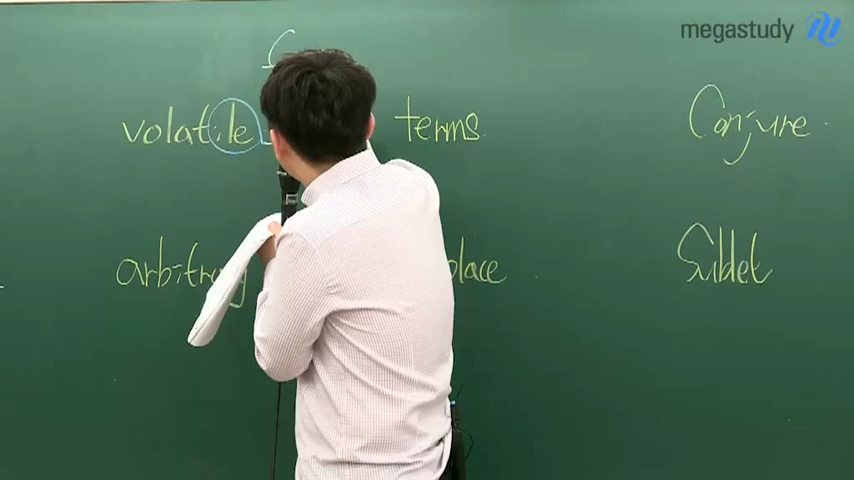 megastudy
volatile terms. Conjure.
arbitrary place. Sublet